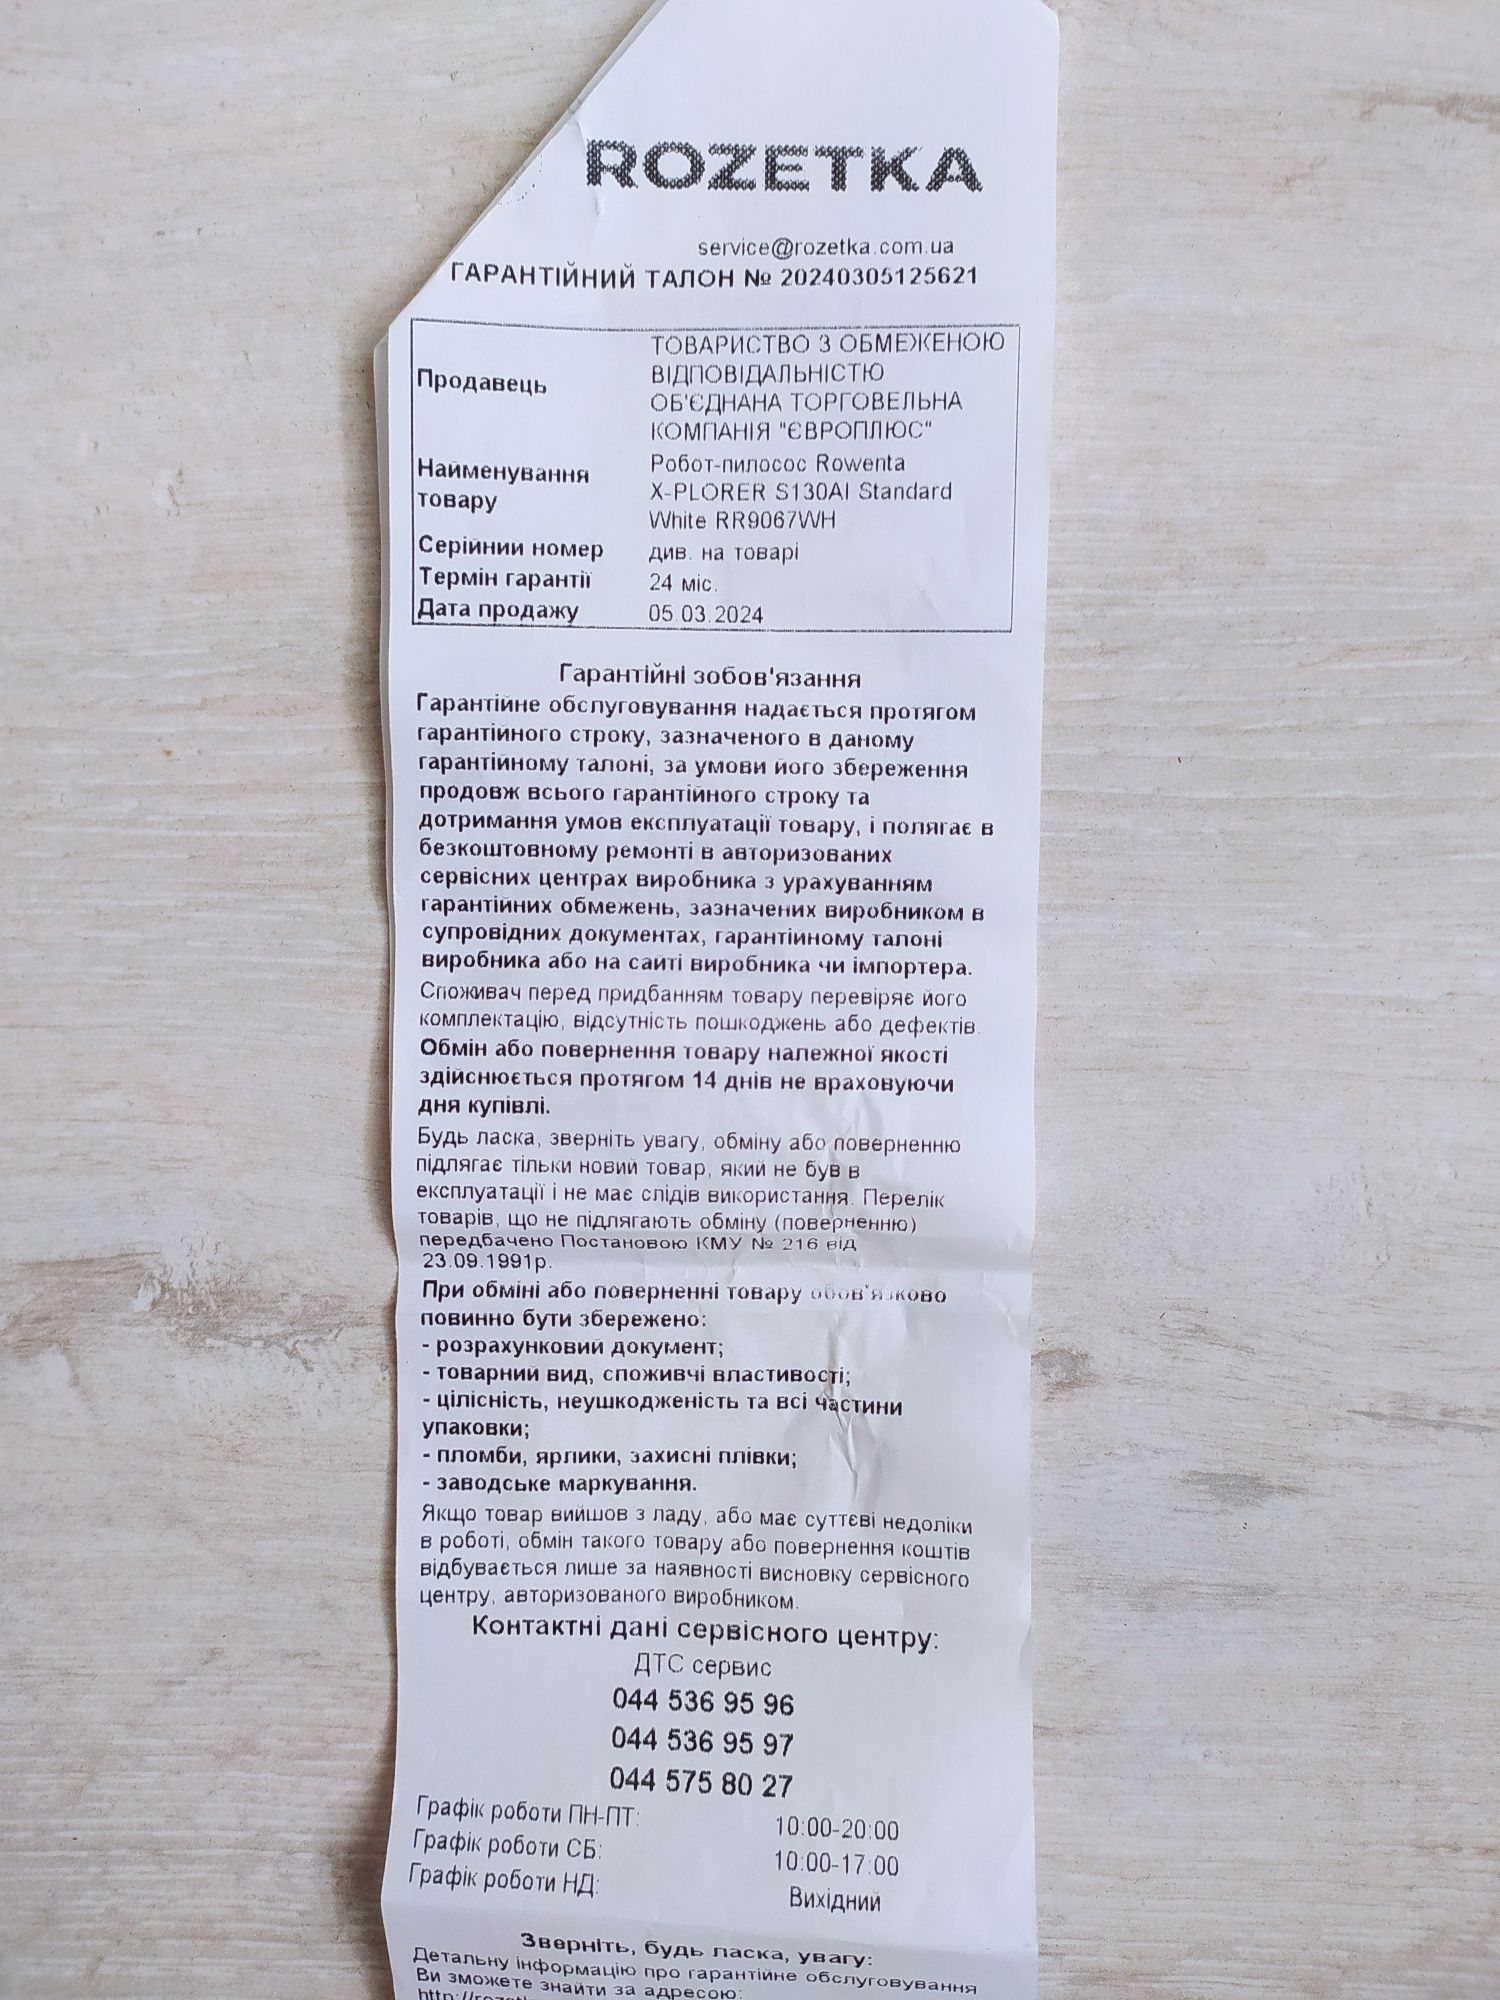 ROZETKA
service@rozetka.com.ua
ГАРАНТІЙНИЙ ТАЛОН № 20240305125621
Продавець
ТОВАРИСТВО З ОБМЕЖЕНОЮ
ВІДПОВІДАЛЬНІСТЮ
ОБ'ЄДНАНА ТОРГОВЕЛЬНА
КОМПАНІЯ "ЄВРОПЛЮС"
Найменування
товару
Робот-пилосос Rowenta
X-PLORER S130AI Standard
White RR9067WH
Серійний номер див. на товарі
Термін гарантії 24 міс.
Дата продажу 05.03.2024
Гарантійні зобов'язання
Гарантійне обслуговування надається протягом
гарантійного строку, зазначеного в даному
гарантійному талоні, за умови його збереження
продовж всього гарантійного строку та
дотримання умов експлуатації товару, і полягає в
безкоштовному ремонті в авторизованих
сервісних центрах виробника з урахуванням
гарантійних обмежень, зазначених виробником в
супровідних документах, гарантійному талоні
виробника або на сайті виробника чи імпортера.
Споживач перед придбанням товару перевіряє його
комплектацію, відсутність пошкоджень або дефектів.
Обмін або повернення товару належної якості
здійснюється протягом 14 днів не враховуючи
дня купівлі.
Будь ласка, зверніть увагу, обміну або поверненню
підлягає тільки новий товар, який не був в
експлуатації і не має слідів використання. Перелік
товарів, що не підлягають обміну (поверненню)
передбачено Постановою КМУ № 216 від
23.09.1991р.
При обміні або поверненні товару обов'язково
повинно бути збережено:
- розрахунковий документ;
- товарний вид, споживчі властивості;
- цілісність, неушкодженість та всі частини
упаковки;
- пломби, ярлики, захисні плівки;
- заводське маркування.
Якщо товар вийшов з ладу, або має суттєві недоліки
в роботі, обмін такого товару або повернення коштів
відбувається лише за наявності висновку сервісного
центру, авторизованого виробником.
Контактні дані сервісного центру:
ДТС сервис
044 536 95 96
044 536 95 97
044 575 80 27
Графік роботи ПН-ПТ: 10:00-20:00
Графік роботи СБ: 10:00-17:00
Графік роботи НД: Вихідний
Зверніть, будь ласка, увагу:
Детальну інформацію про гарантійне обслуговування
Ви зможете знайти за адресою: